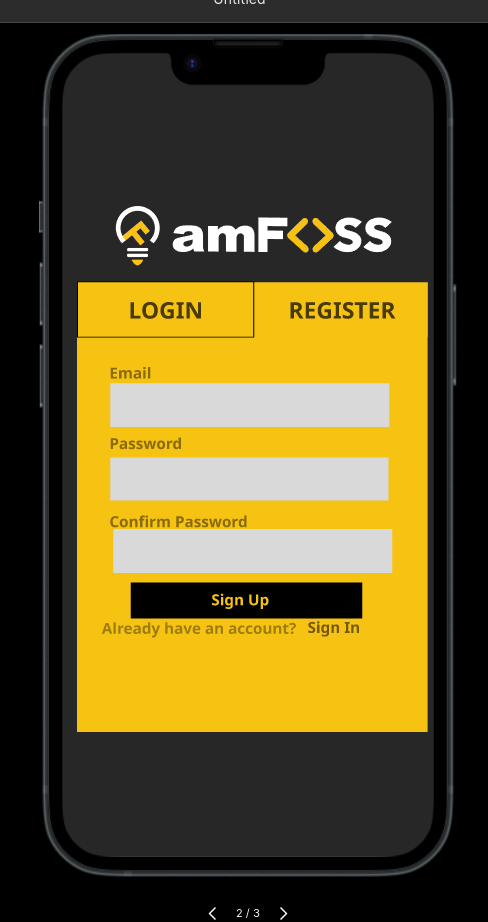 Untitled
amF<>SS
LOGIN REGISTER
Email
Password
Confirm Password
Sign Up
Already have an account? Sign In
2 / 3